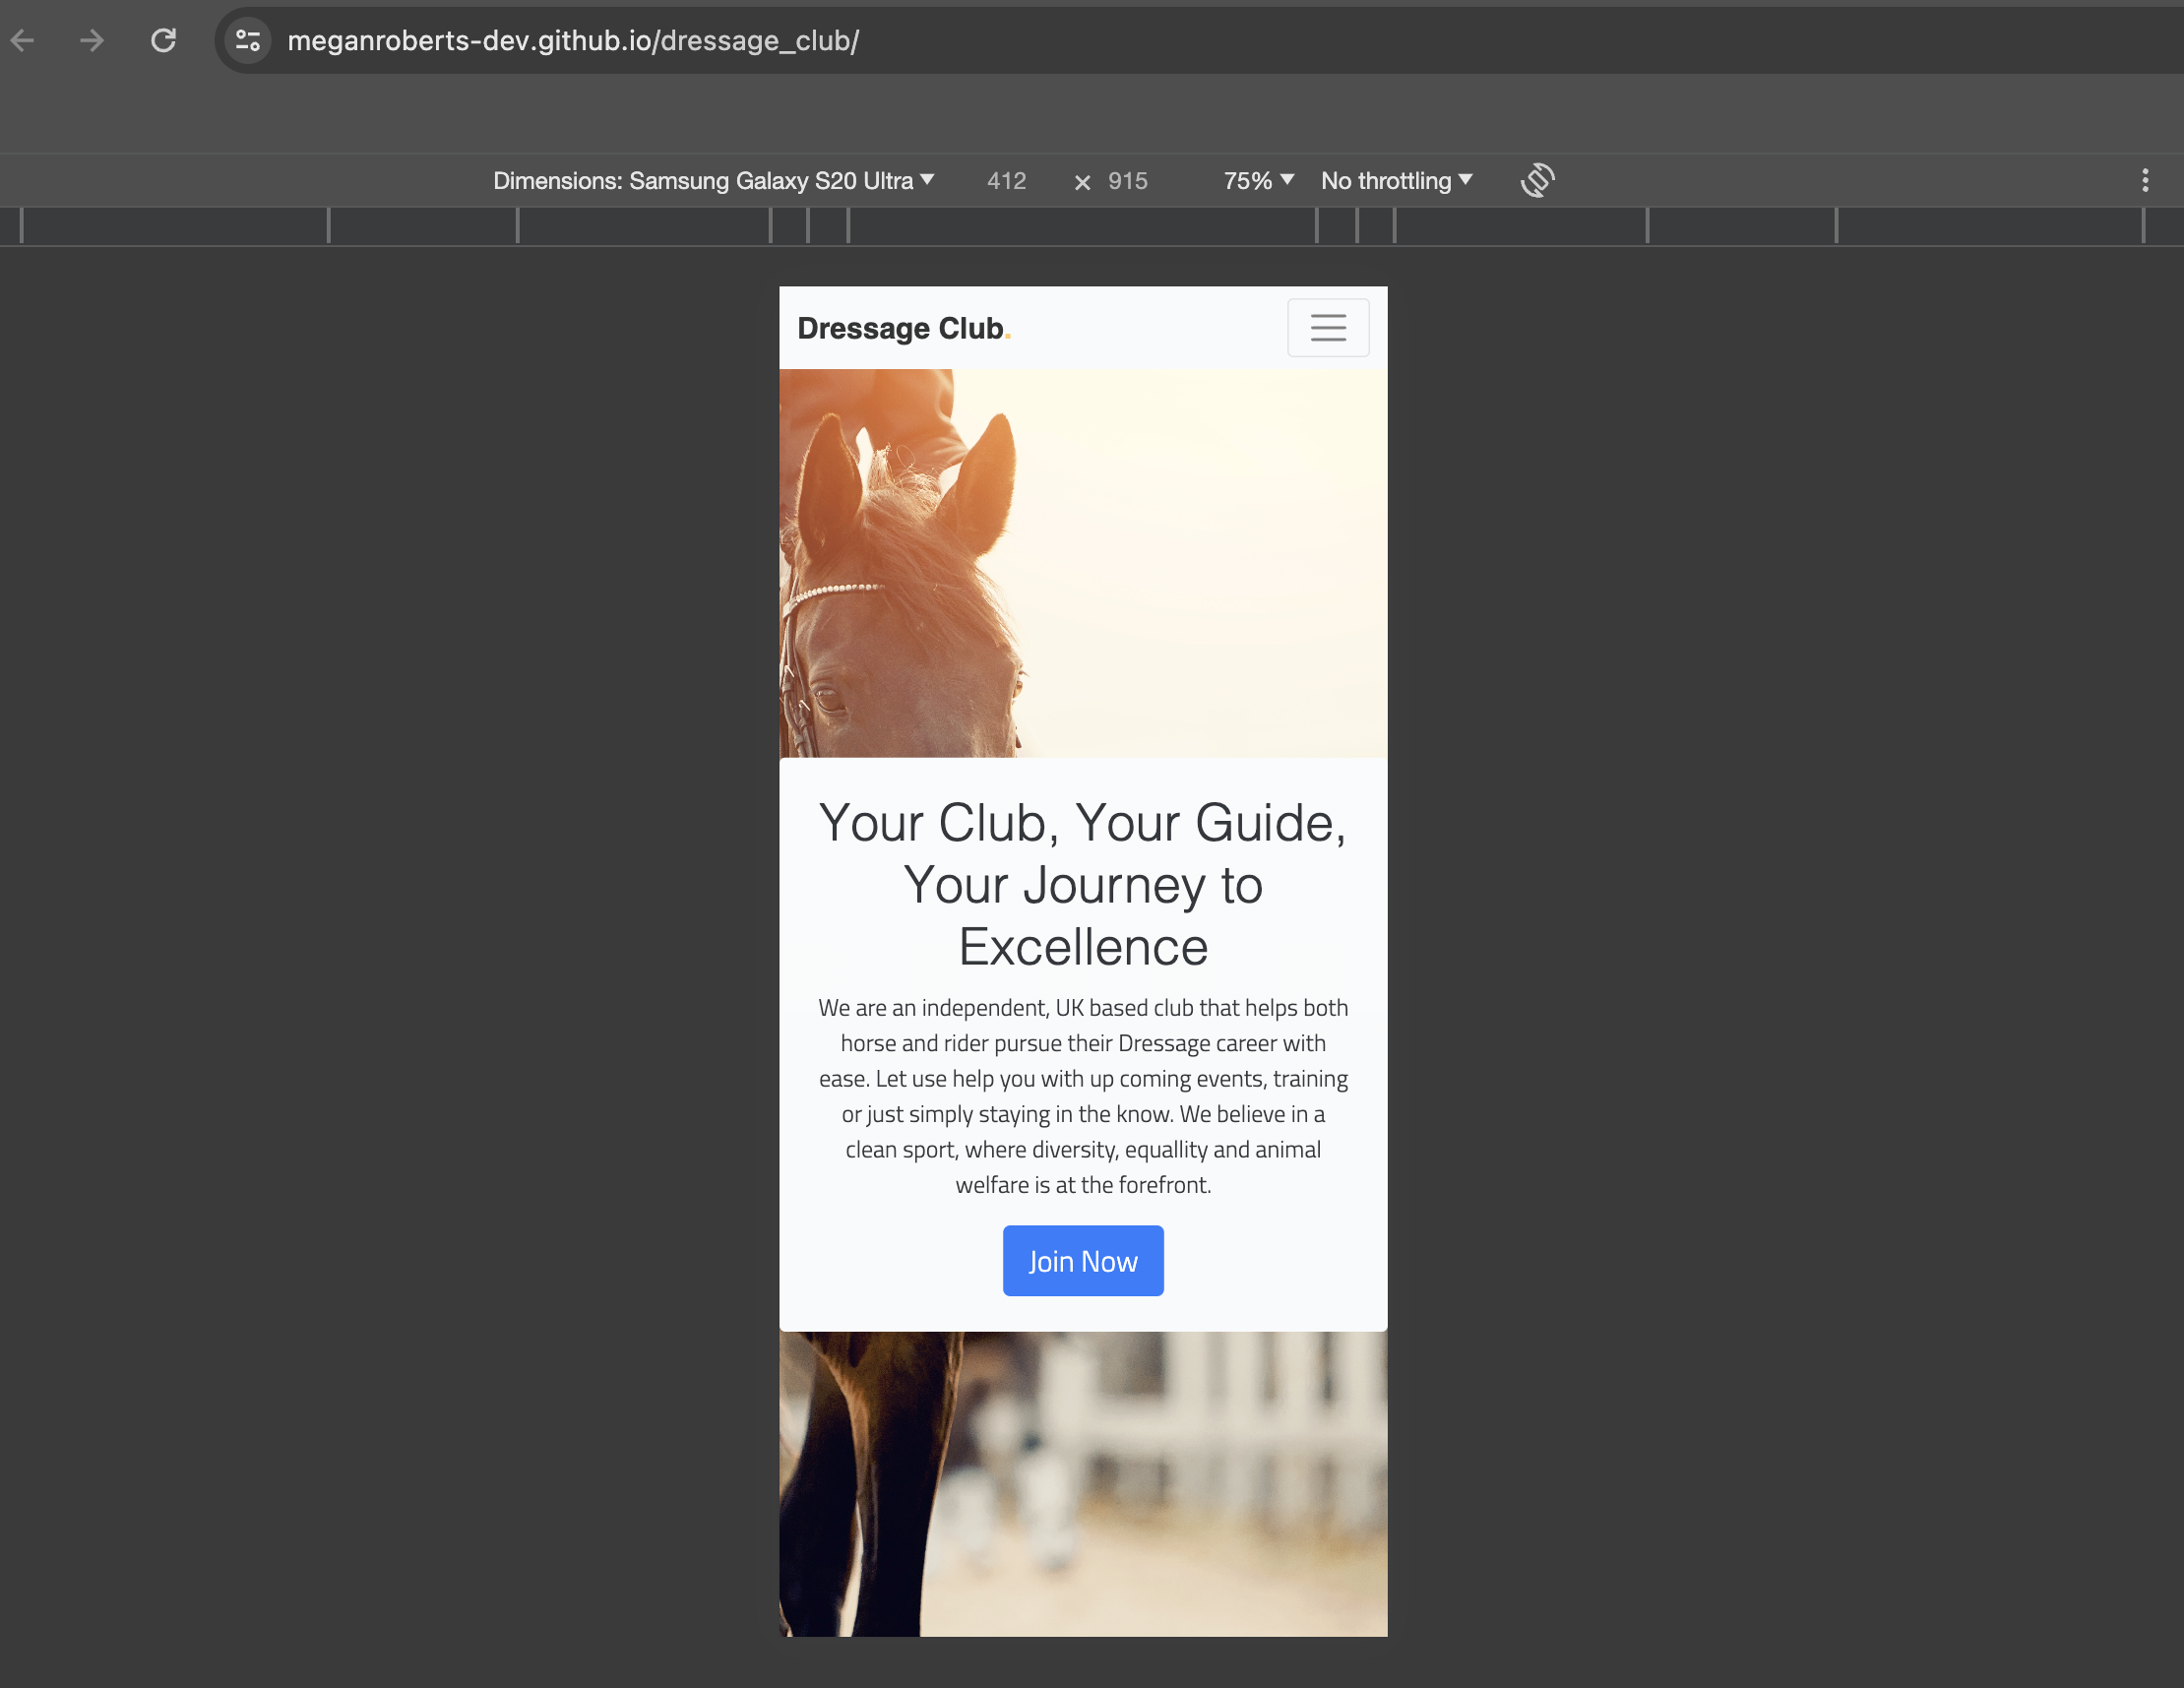 meganroberts-dev.github.io/dressage_club/
Dimensions: Samsung Galaxy S20 Ultra 412 × 915 75% No throttling
Dressage Club.
Your Club, Your Guide,
Your Journey to
Excellence
We are an independent, UK based club that helps both
horse and rider pursue their Dressage career with
ease. Let use help you with up coming events, training
or just simply staying in the know. We believe in a
clean sport, where diversity, equallity and animal
welfare is at the forefront.
Join Now